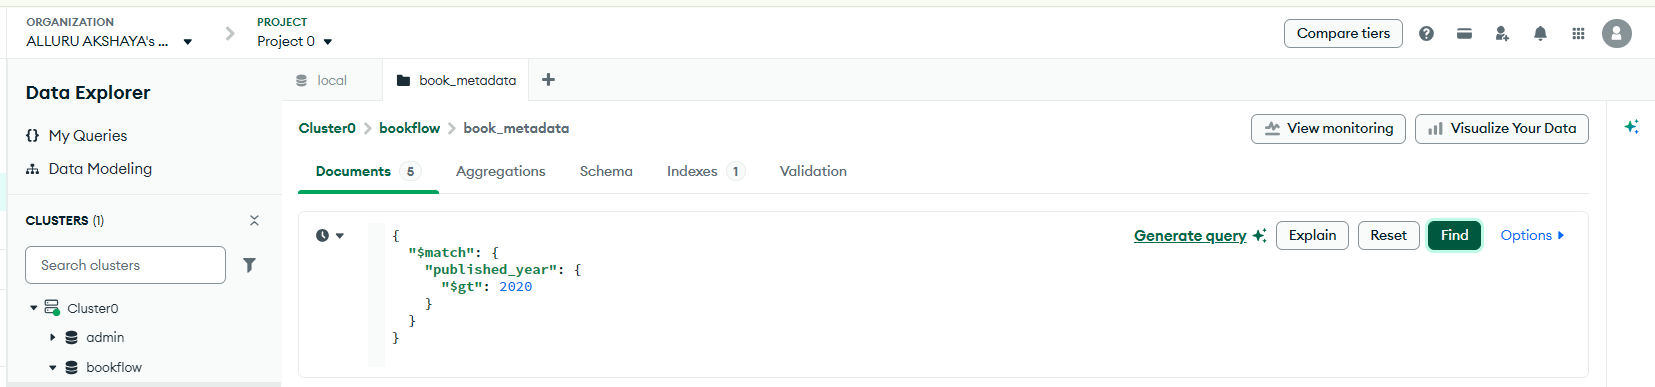 ORGANIZATION
ALLURU AKSHAYA's ...
PROJECT
Project 0
Compare tiers
Data Explorer
My Queries
Data Modeling
CLUSTERS (1)
Search clusters
Cluster0
admin
bookflow
local
book_metadata
Cluster0 > bookflow > book_metadata
View monitoring
Visualize Your Data
Documents 5
Aggregations
Schema
Indexes 1
Validation
{
  "$match": {
    "published_year": {
      "$gt": 2020
    }
  }
}
Generate query
Explain
Reset
Find
Options